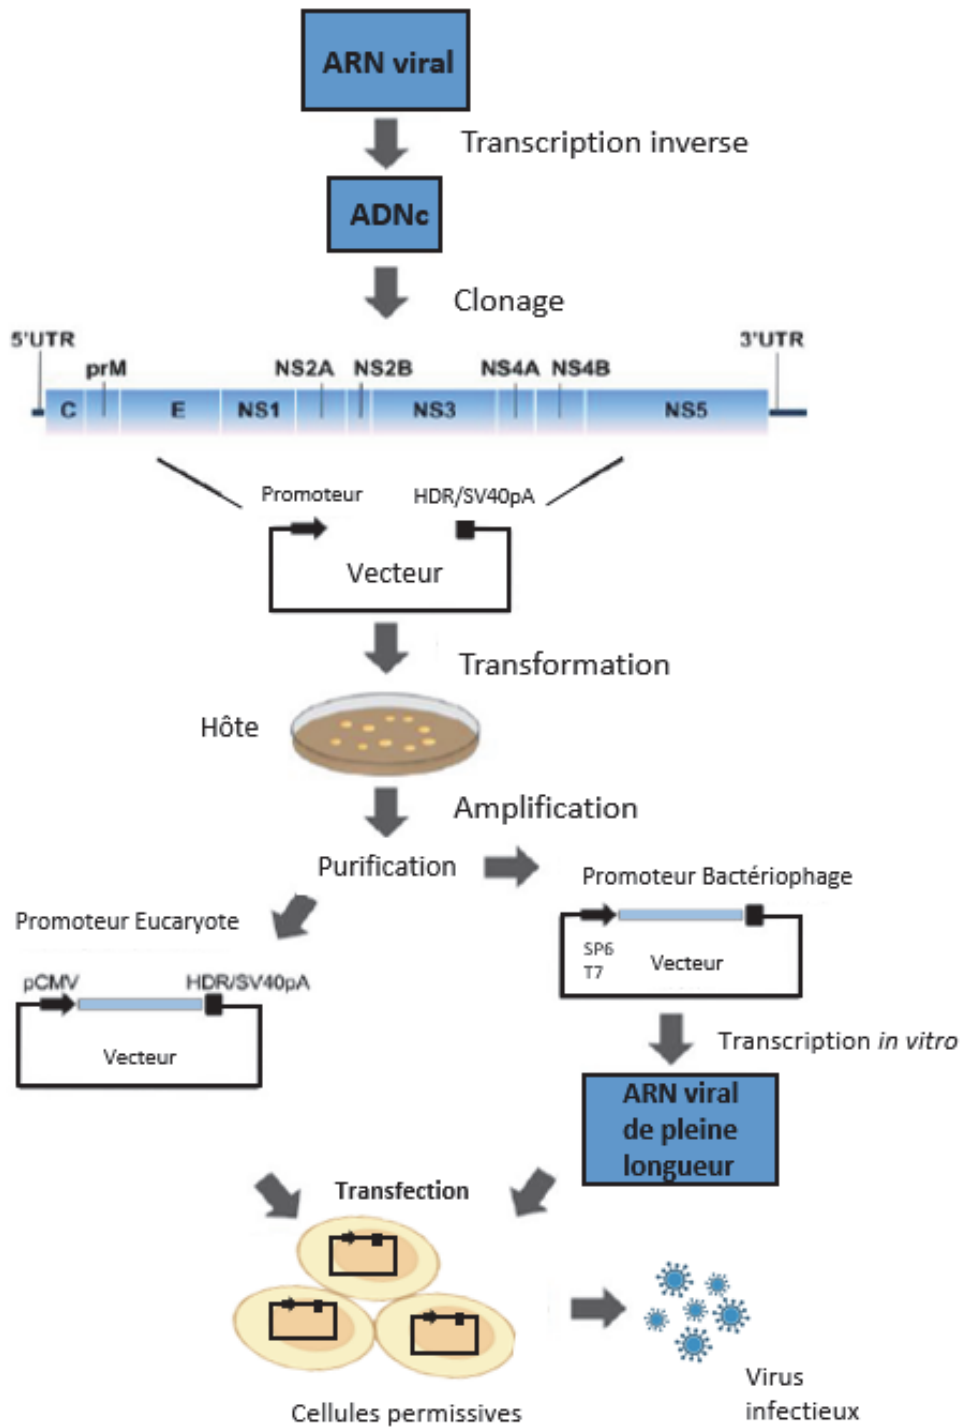 ARN viral
Transcription inverse
ADNc
Clonage
5'UTR
3'UTR
prM
NS2A
NS2B
NS4A
NS4B
C
E
NS1
NS3
NS5
Promoteur
HDR/SV40pA
Vecteur
Transformation
Hôte
Amplification
Purification
Promoteur Bactériophage
SP6
T7
Vecteur
Promoteur Eucaryote
pCMV
HDR/SV40pA
Vecteur
Transcription in vitro
ARN viral
de pleine
longueur
Transfection
Cellules permissives
Virus
infectieux